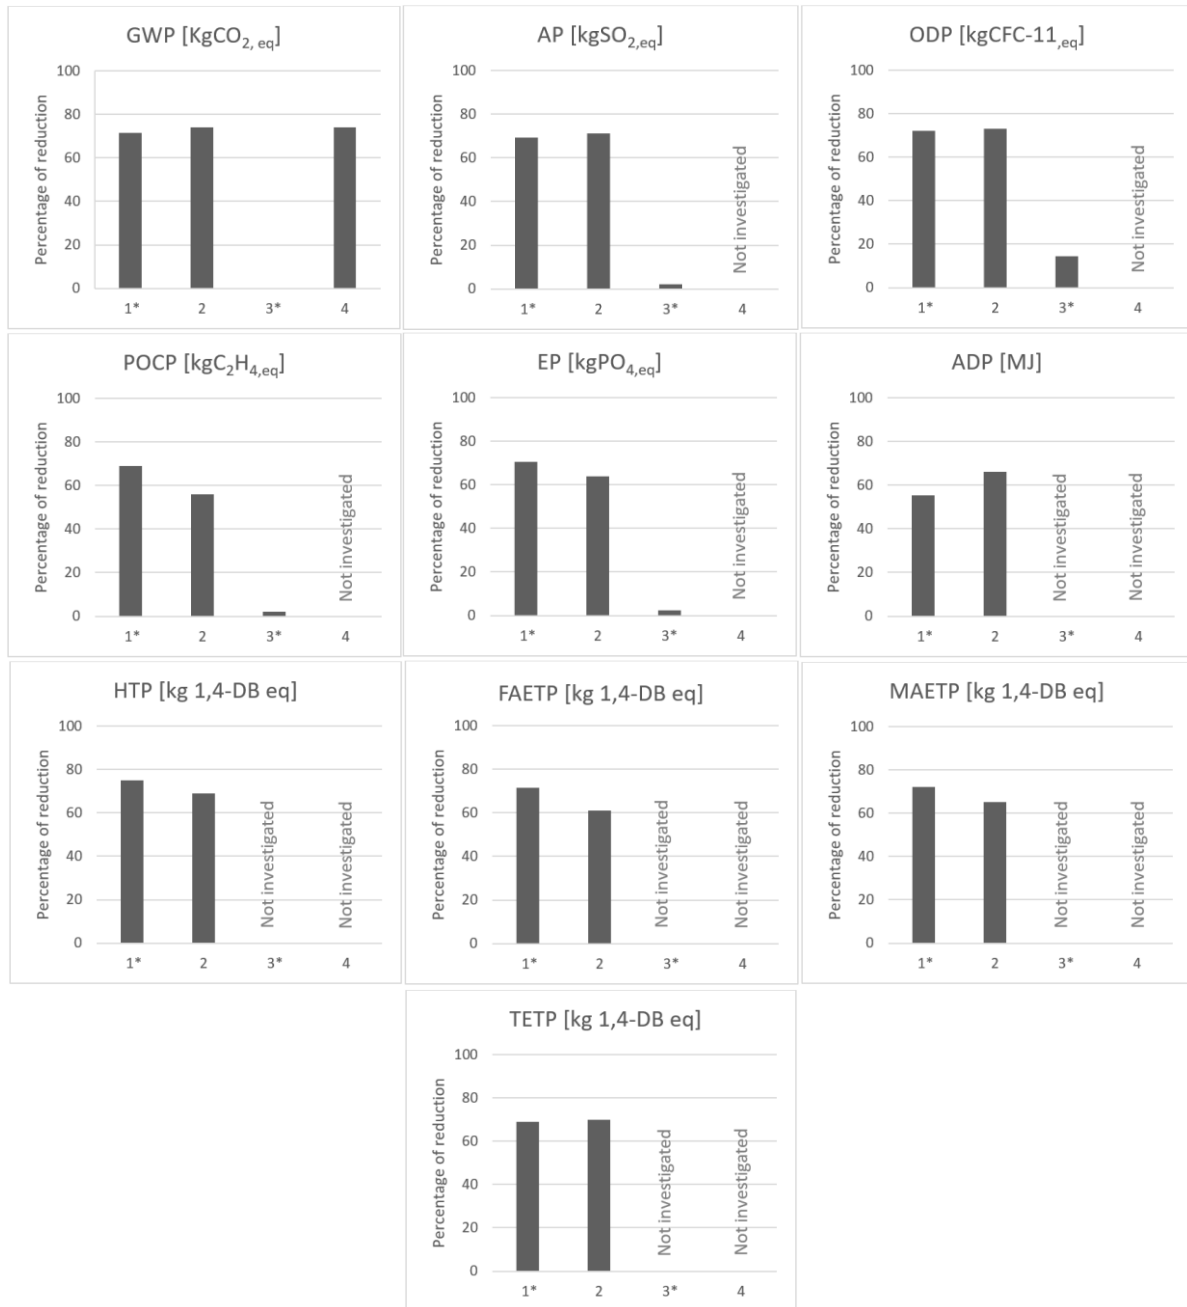 GWP [KgCO2, eq]
Percentage of reduction
100
80
60
40
20
0
1* 2 3* 4
AP [kgSO2,eq]
Percentage of reduction
100
80
60
40
20
0
Not investigated
1* 2 3* 4
ODP [kgCFC-11,eq]
Percentage of reduction
100
80
60
40
20
0
Not investigated
1* 2 3* 4
POCP [kgC2H4,eq]
Percentage of reduction
100
80
60
40
20
0
Not investigated
1* 2 3* 4
EP [kgPO4,eq]
Percentage of reduction
100
80
60
40
20
0
Not investigated
1* 2 3* 4
ADP [MJ]
Percentage of reduction
100
80
60
40
20
0
Not investigated
Not investigated
1* 2 3* 4
HTP [kg 1,4-DB eq]
Percentage of reduction
100
80
60
40
20
0
Not investigated
Not investigated
1* 2 3* 4
FAETP [kg 1,4-DB eq]
Percentage of reduction
100
80
60
40
20
0
Not investigated
Not investigated
1* 2 3* 4
MAETP [kg 1,4-DB eq]
Percentage of reduction
100
80
60
40
20
0
Not investigated
Not investigated
1* 2 3* 4
TETP [kg 1,4-DB eq]
Percentage of reduction
100
80
60
40
20
0
Not investigated
Not investigated
1* 2 3* 4